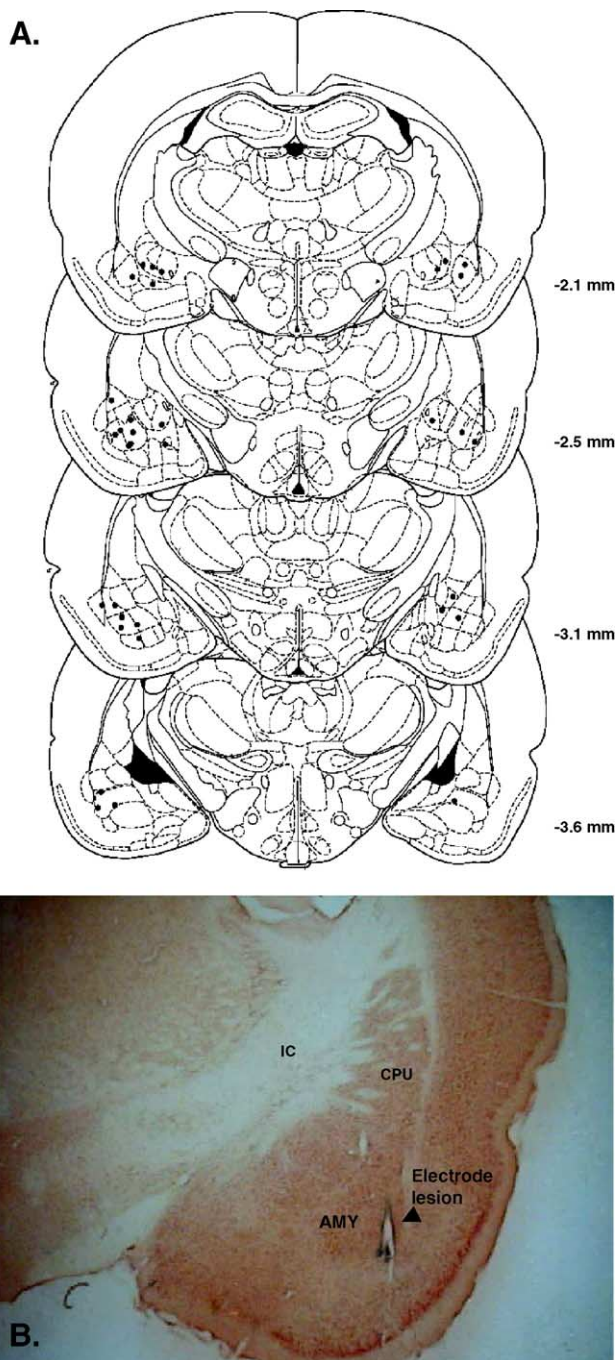 A.
-2.1 mm
-2.5 mm
-3.1 mm
-3.6 mm
IC
CPU
Electrode
lesion
AMY
B.